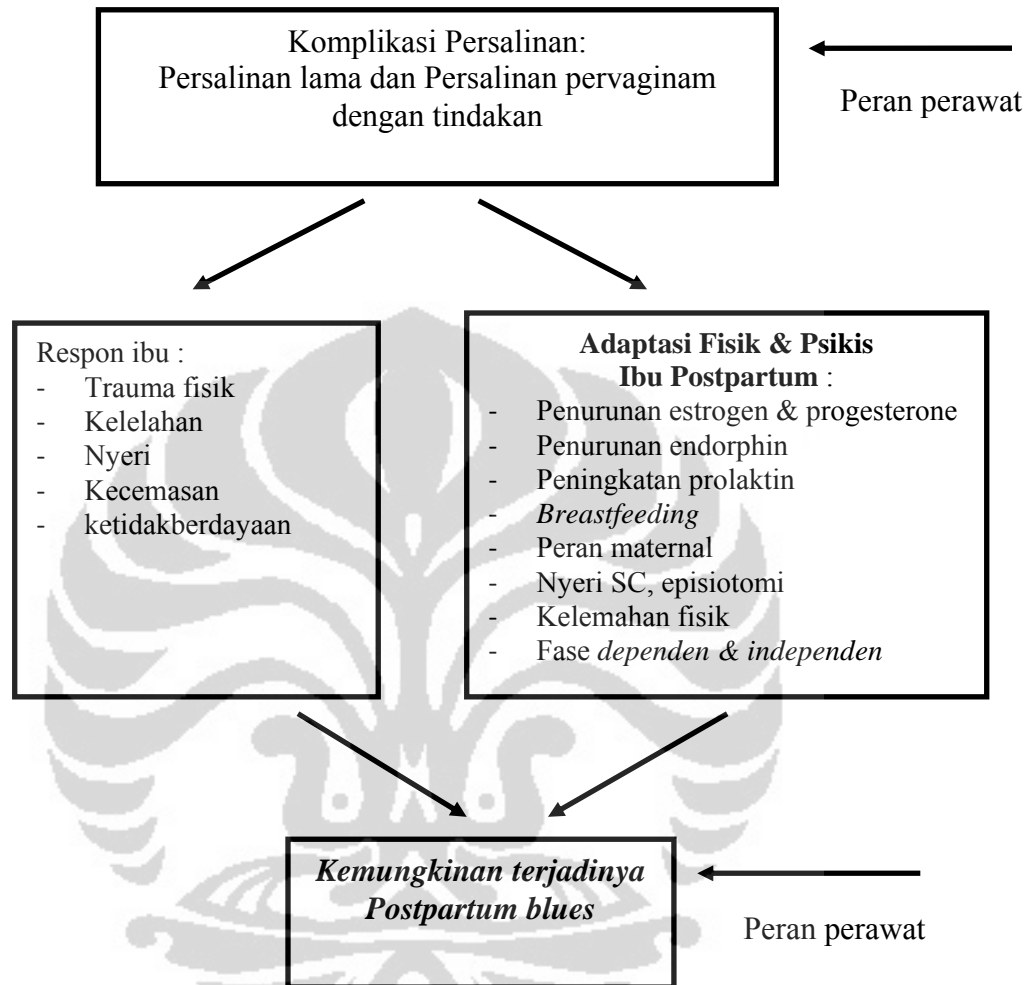 Komplikasi Persalinan:
Persalinan lama dan Persalinan pervaginam
dengan tindakan
Peran perawat
Respon ibu :
- Trauma fisik
- Kelelahan
- Nyeri
- Kecemasan
- ketidakberdayaan
Adaptasi Fisik & Psikis
Ibu Postpartum :
- Penurunan estrogen & progesterone
- Penurunan endorphin
- Peningkatan prolaktin
- Breastfeeding
- Peran maternal
- Nyeri SC, episiotomi
- Kelemahan fisik
- Fase dependen & independen
Kemungkinan terjadinya
Postpartum blues
Peran perawat